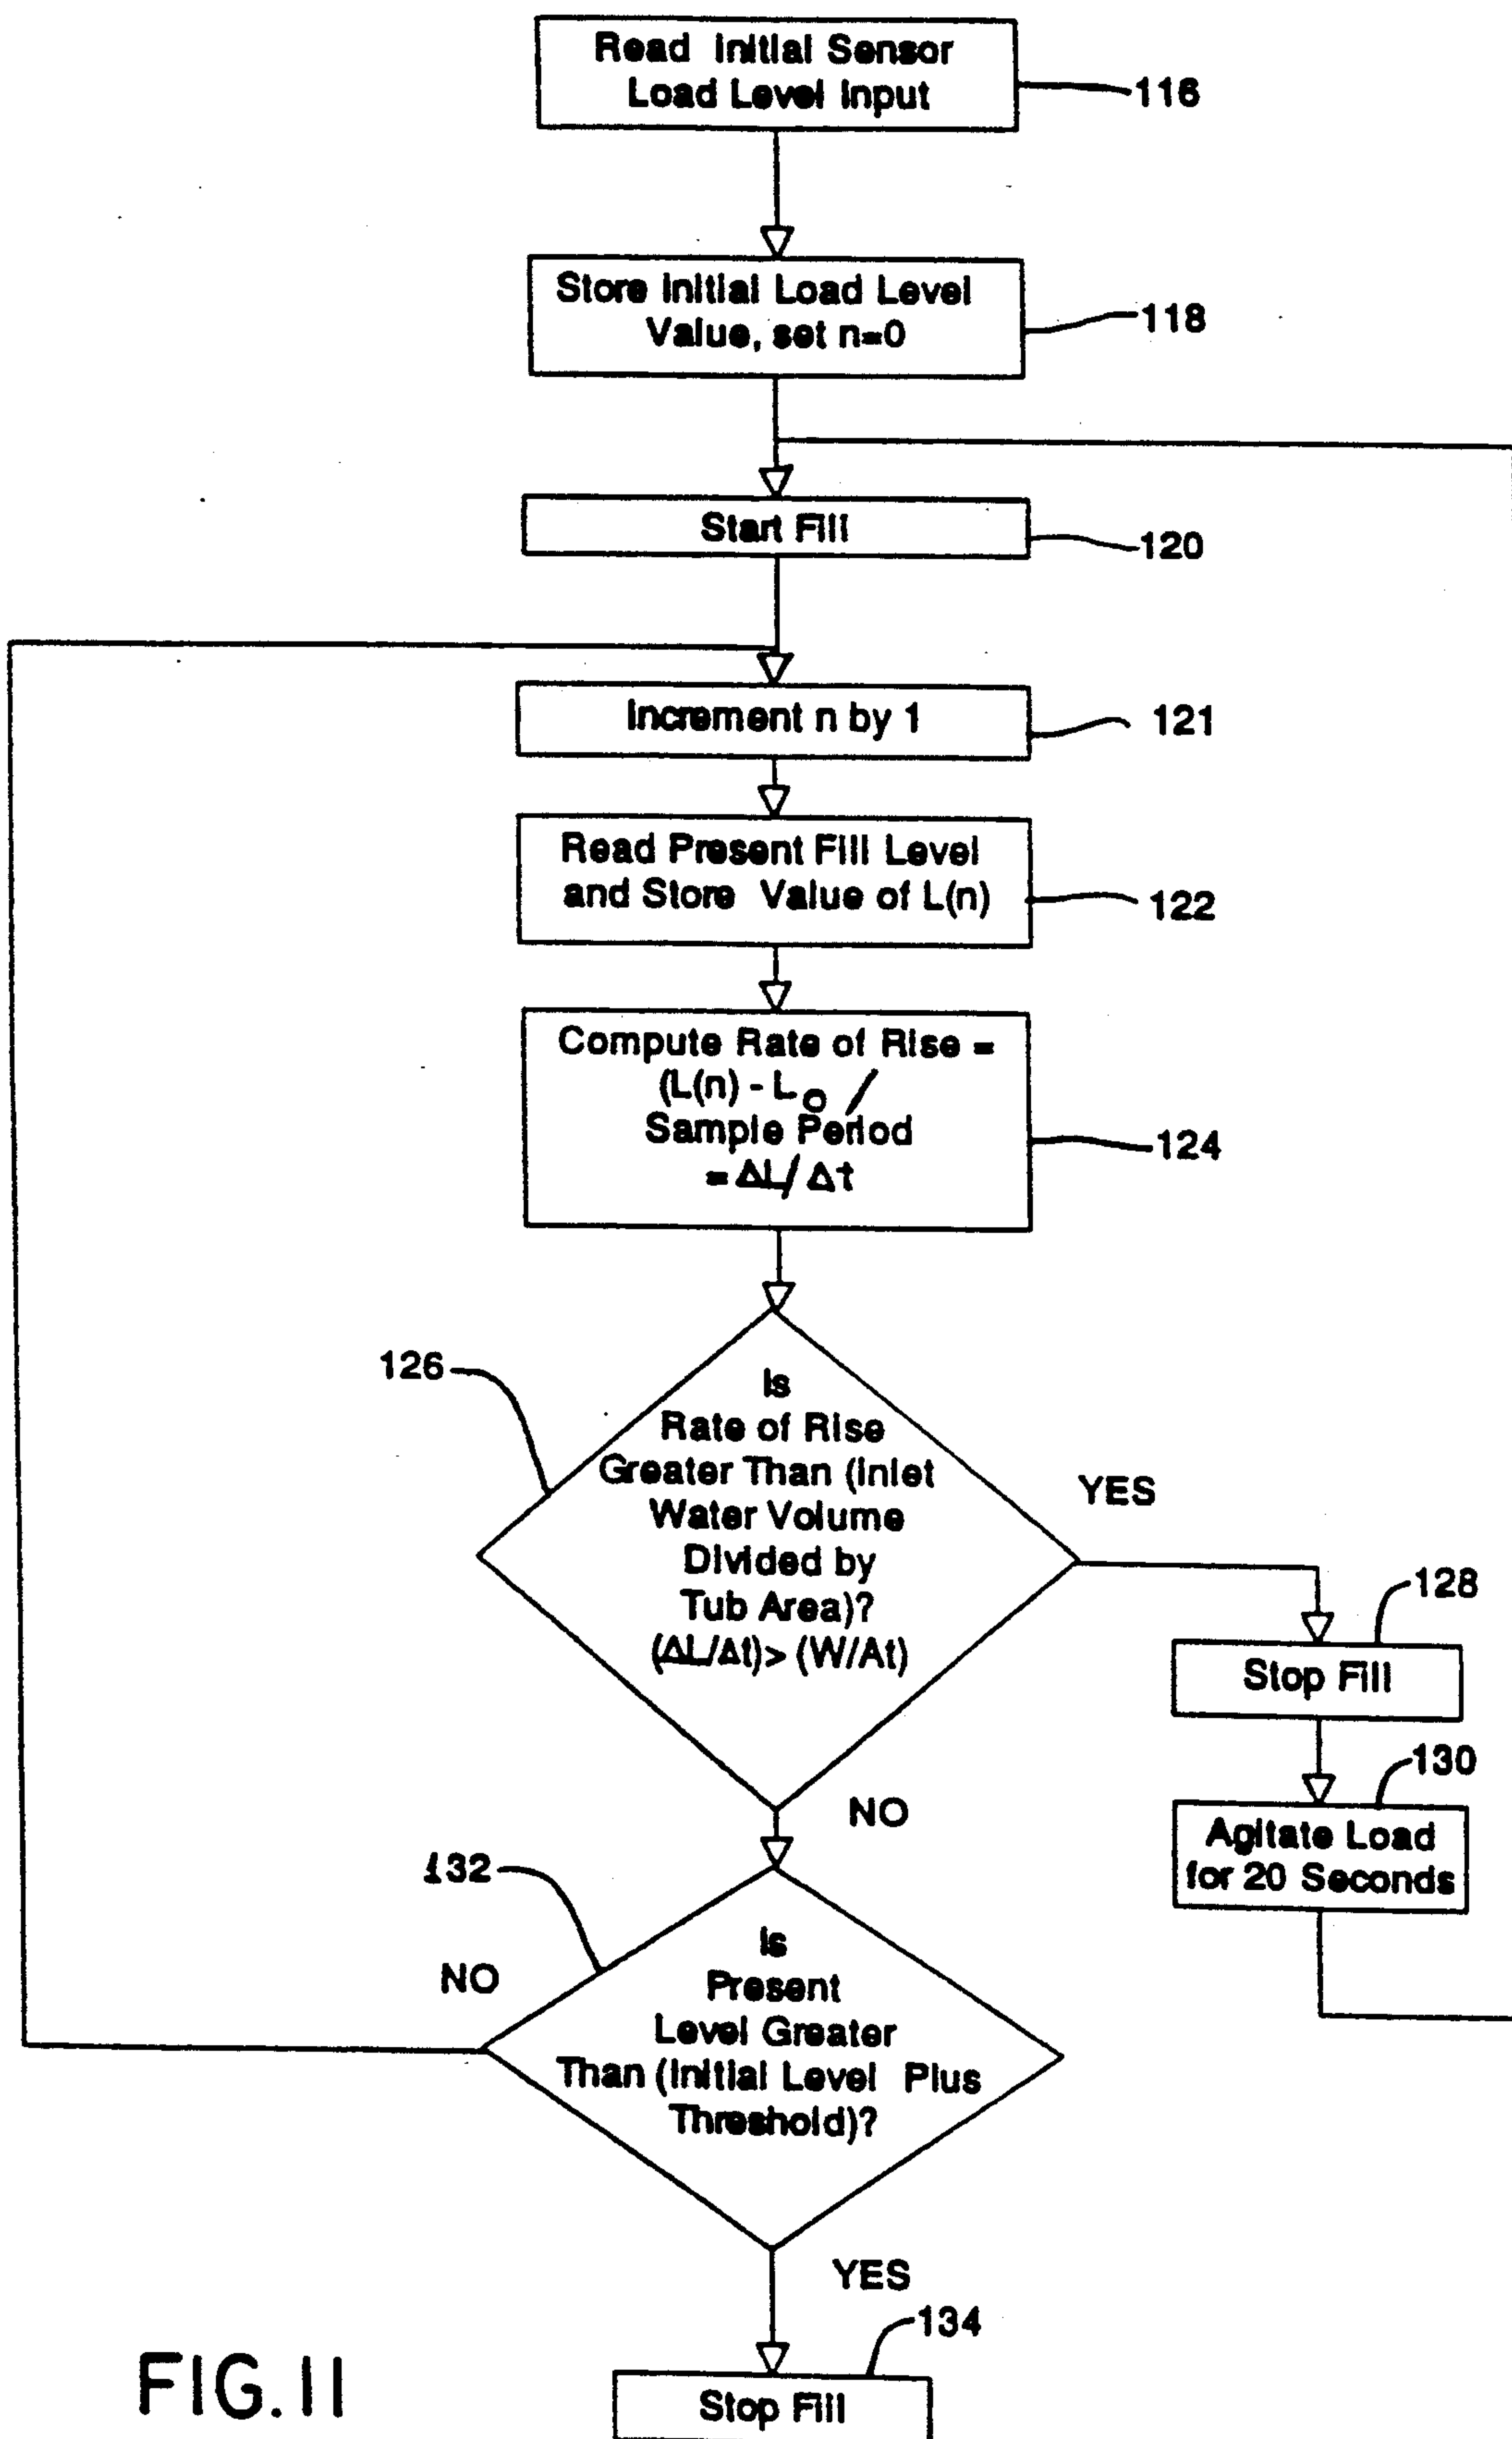 Read Initial Sensor
Load Level Input
116
Store Initial Load Level
Value, set n=0
118
Start Fill
120
Increment n by 1
121
Read Present Fill Level
and Store Value of L(n)
122
Compute Rate of Rise =
(L(n) - L₀ /
Sample Period
= ΔL/Δt
124
126
Is
Rate of Rise
Greater Than (Inlet
Water Volume
Divided by
Tub Area)?
(ΔL/Δt)> (W/At)
YES
128
Stop Fill
130
Agitate Load
for 20 Seconds
NO
132
Is
Present
Level Greater
Than (Initial Level Plus
Threshold)?
NO
YES
134
Stop Fill
FIG.11